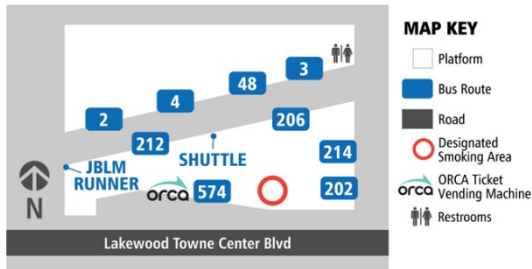 MAP KEY
Platform
Bus Route
Road
Designated
Smoking Area
orca
ORCA Ticket
Vending Machine
Restrooms
3
48
4
2
206
212
SHUTTLE
214
JBLM
RUNNER
orca
574
202
N
Lakewood Towne Center Blvd